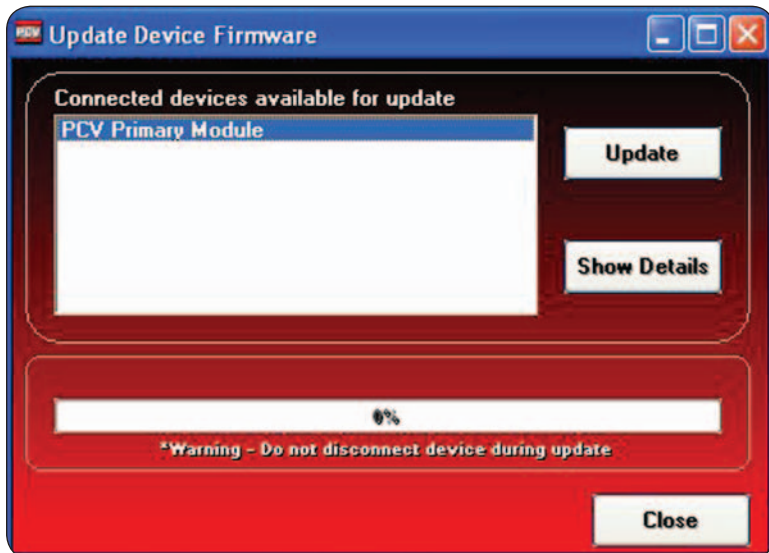 PCV Update Device Firmware
Connected devices available for update
PCV Primary Module
Update
Show Details
0%
*Warning - Do not disconnect device during update
Close